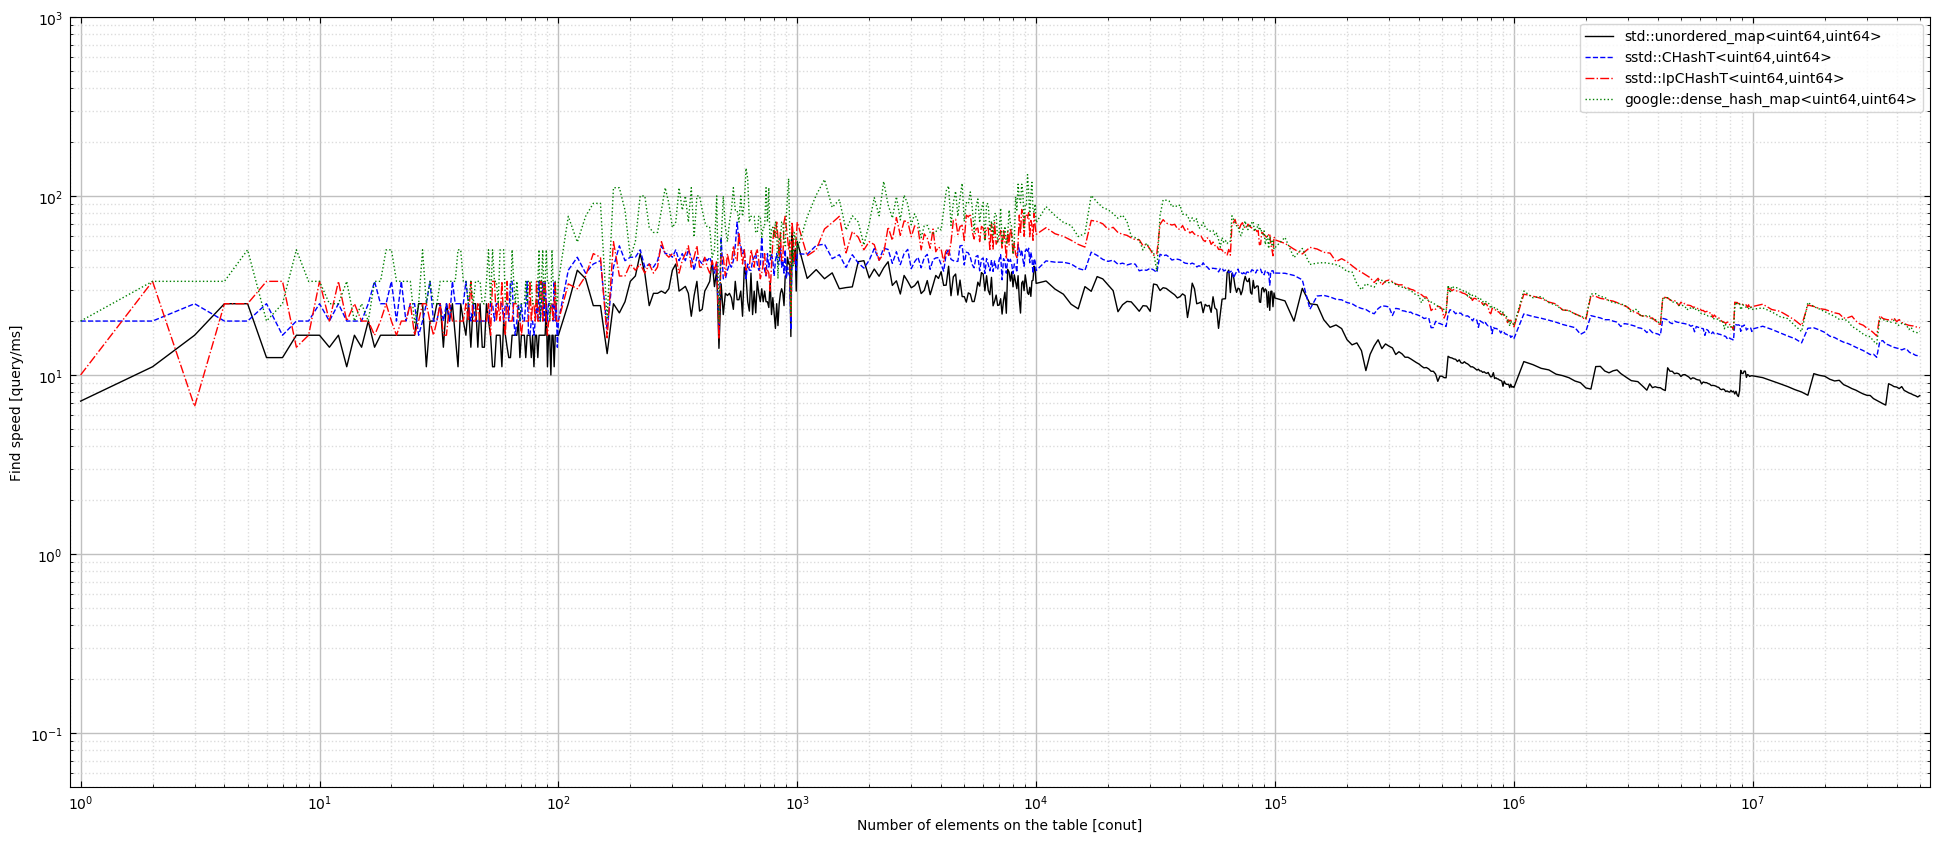 10³
10²
10¹
10⁰
10⁻¹
Find speed [query/ms]
std::unordered_map<uint64,uint64>
sstd::CHashT<uint64,uint64>
sstd::IpCHashT<uint64,uint64>
google::dense_hash_map<uint64,uint64>
10⁰ 10¹ 10² 10³ 10⁴ 10⁵ 10⁶ 10⁷
Number of elements on the table [conut]